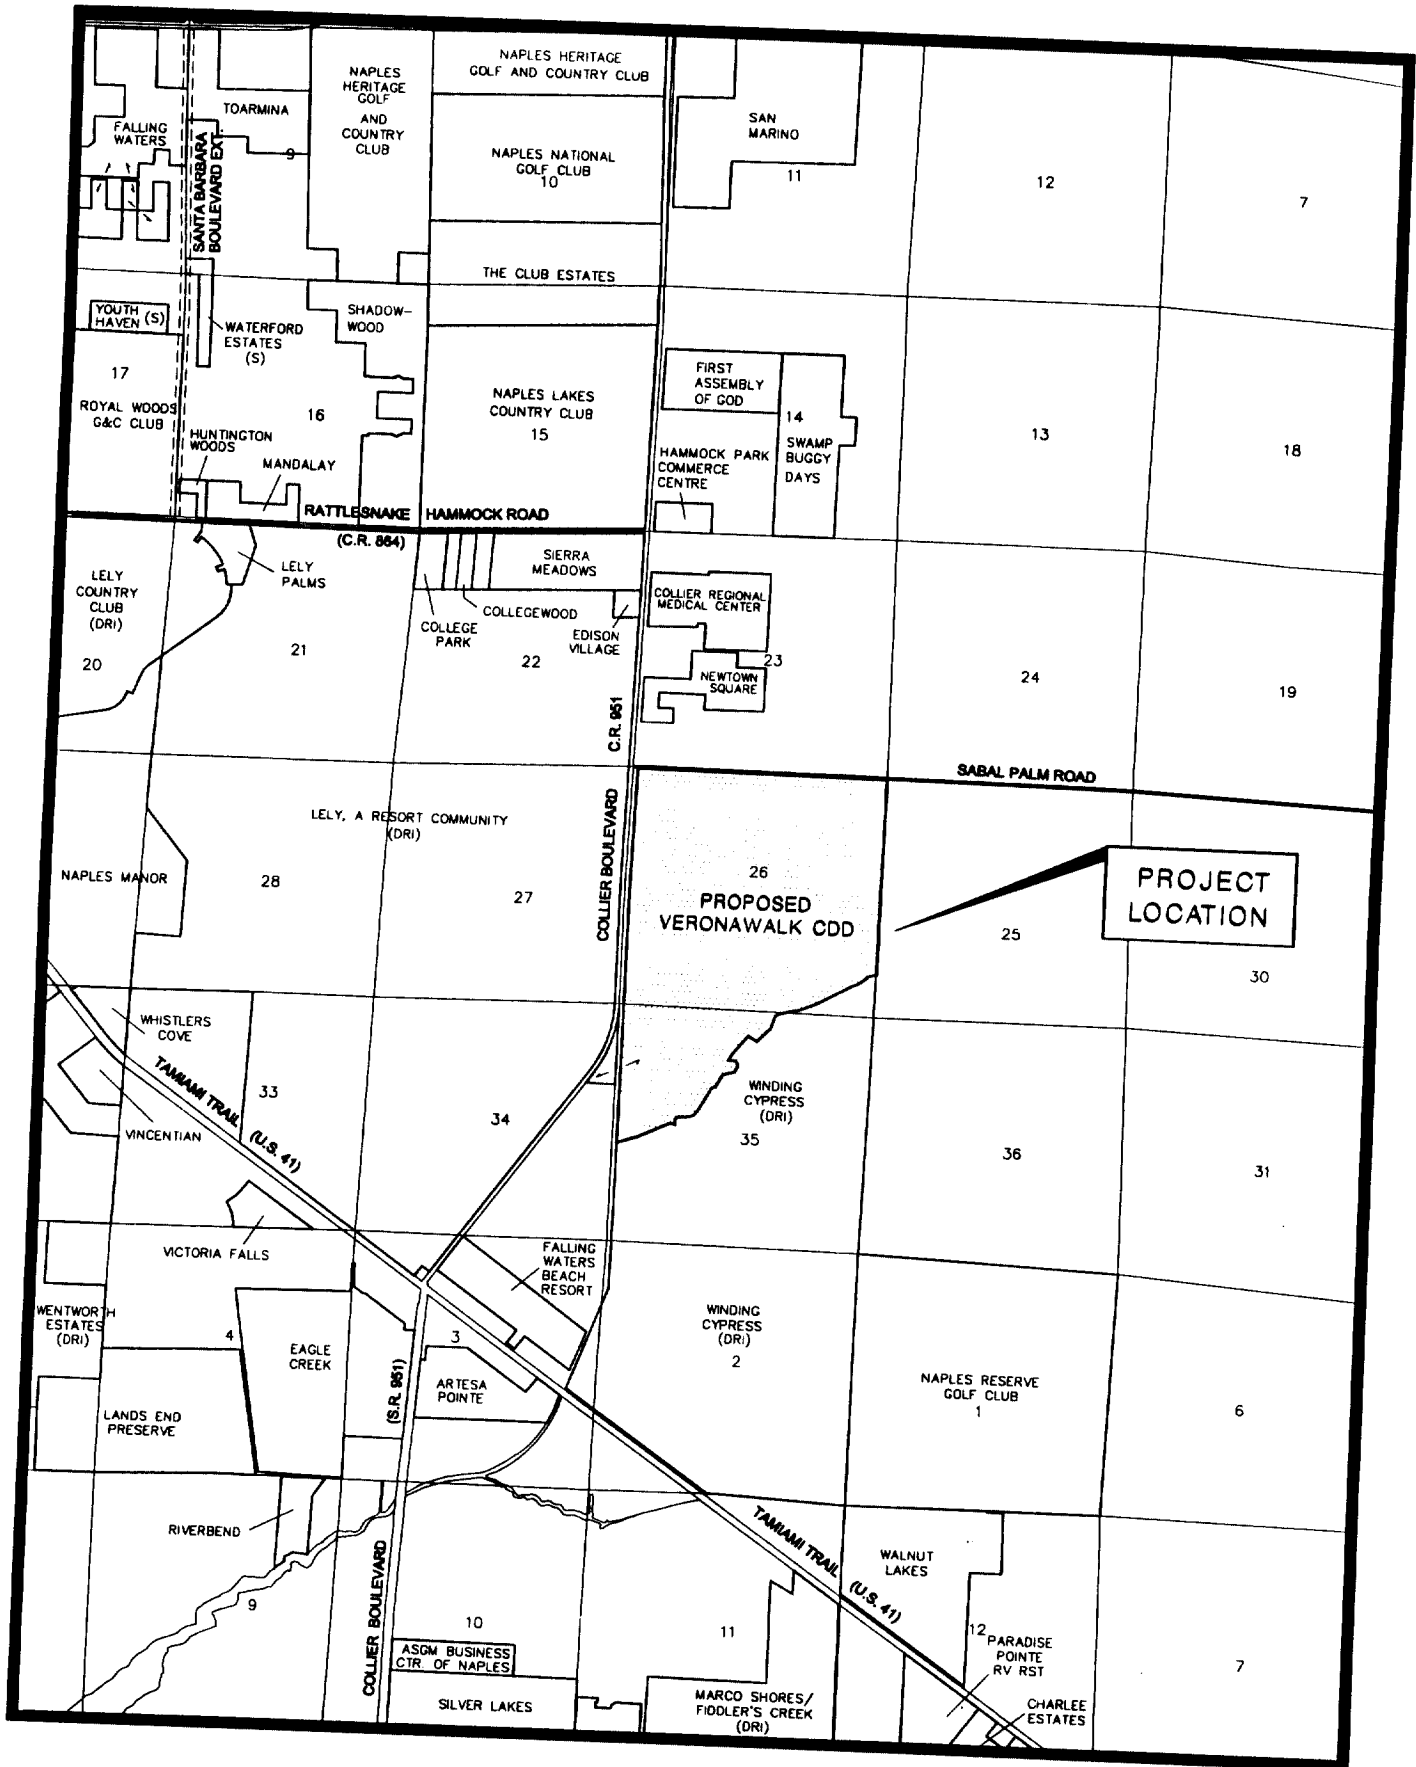 NAPLES HERITAGE
GOLF AND COUNTRY CLUB
NAPLES
HERITAGE
GOLF
AND
COUNTRY
CLUB
TOARMINA
FALLING
WATERS
SANTA BARBARA
BOULEVARD EXT.
9
NAPLES NATIONAL
GOLF CLUB
10
SAN
MARINO
11
12
7
THE CLUB ESTATES
YOUTH
HAVEN (S)
WATERFORD
ESTATES
(S)
SHADOW-
WOOD
17
ROYAL WOODS
G&C CLUB
16
HUNTINGTON
WOODS
MANDALAY
NAPLES LAKES
COUNTRY CLUB
15
FIRST
ASSEMBLY
OF GOD
14
SWAMP
BUGGY
DAYS
HAMMOCK PARK
COMMERCE
CENTRE
13
18
RATTLESNAKE HAMMOCK ROAD
(C.R. 864)
LELY
COUNTRY
CLUB
(DRI)
20
LELY
PALMS
21
SIERRA
MEADOWS
COLLEGEWOOD
COLLEGE
PARK
EDISON
VILLAGE
22
COLLIER REGIONAL
MEDICAL CENTER
23
NEWTOWN
SQUARE
24
19
C.R. 951
SABAL PALM ROAD
LELY, A RESORT COMMUNITY
(DRI)
COLLIER BOULEVARD
NAPLES MANOR
28
27
26
PROPOSED
VERONAWALK CDD
PROJECT
LOCATION
25
30
WHISTLERS
COVE
TAMIAMI TRAIL (U.S. 41)
VINCENTIAN
33
34
WINDING
CYPRESS
(DRI)
35
36
31
VICTORIA FALLS
FALLING
WATERS
BEACH
RESORT
WENTWORTH
ESTATES
(DRI)
4
EAGLE
CREEK
3
(S.R. 951)
ARTESA
POINTE
WINDING
CYPRESS
(DRI)
2
NAPLES RESERVE
GOLF CLUB
1
6
LANDS END
PRESERVE
RIVERBEND
9
COLLIER BOULEVARD
10
ASGM BUSINESS
CTR. OF NAPLES
SILVER LAKES
11
MARCO SHORES/
FIDDLER'S CREEK
(DRI)
TAMIAMI TRAIL (U.S. 41)
WALNUT
LAKES
12
PARADISE
POINTE
RV RST
CHARLEE
ESTATES
7